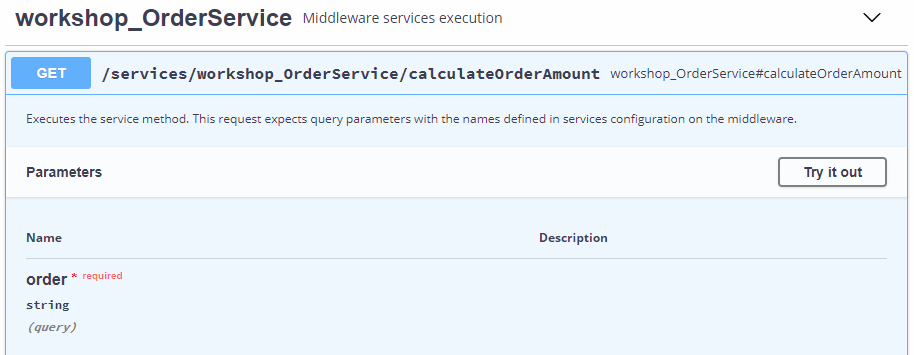 workshop_OrderService Middleware services execution
GET /services/workshop_OrderService/calculateOrderAmount workshop_OrderService#calculateOrderAmount
Executes the service method. This request expects query parameters with the names defined in services configuration on the middleware.
Parameters Try it out
Name Description
order * required
string
(query)